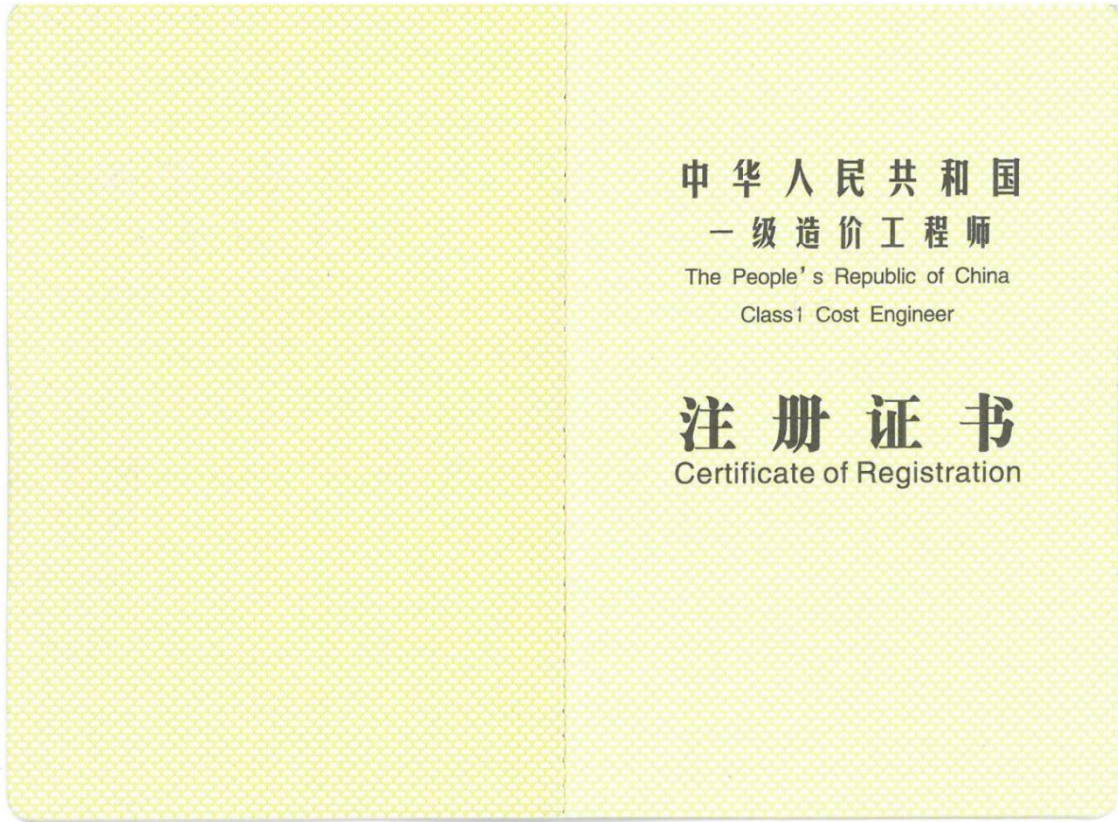 中华人民共和国
一级造价工程师
The People's Republic of China
Class1 Cost Engineer
注册证书
Certificate of Registration